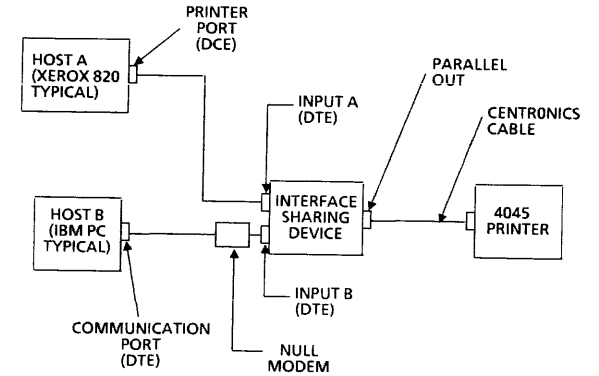 PRINTER
PORT
(DCE)
HOST A
(XEROX 820
TYPICAL)
PARALLEL
OUT
INPUT A
(DTE)
CENTRONICS
CABLE
HOST B
(IBM PC
TYPICAL)
INTERFACE
SHARING
DEVICE
4045
PRINTER
INPUT B
(DTE)
COMMUNICATION
PORT
(DTE)
NULL
MODEM